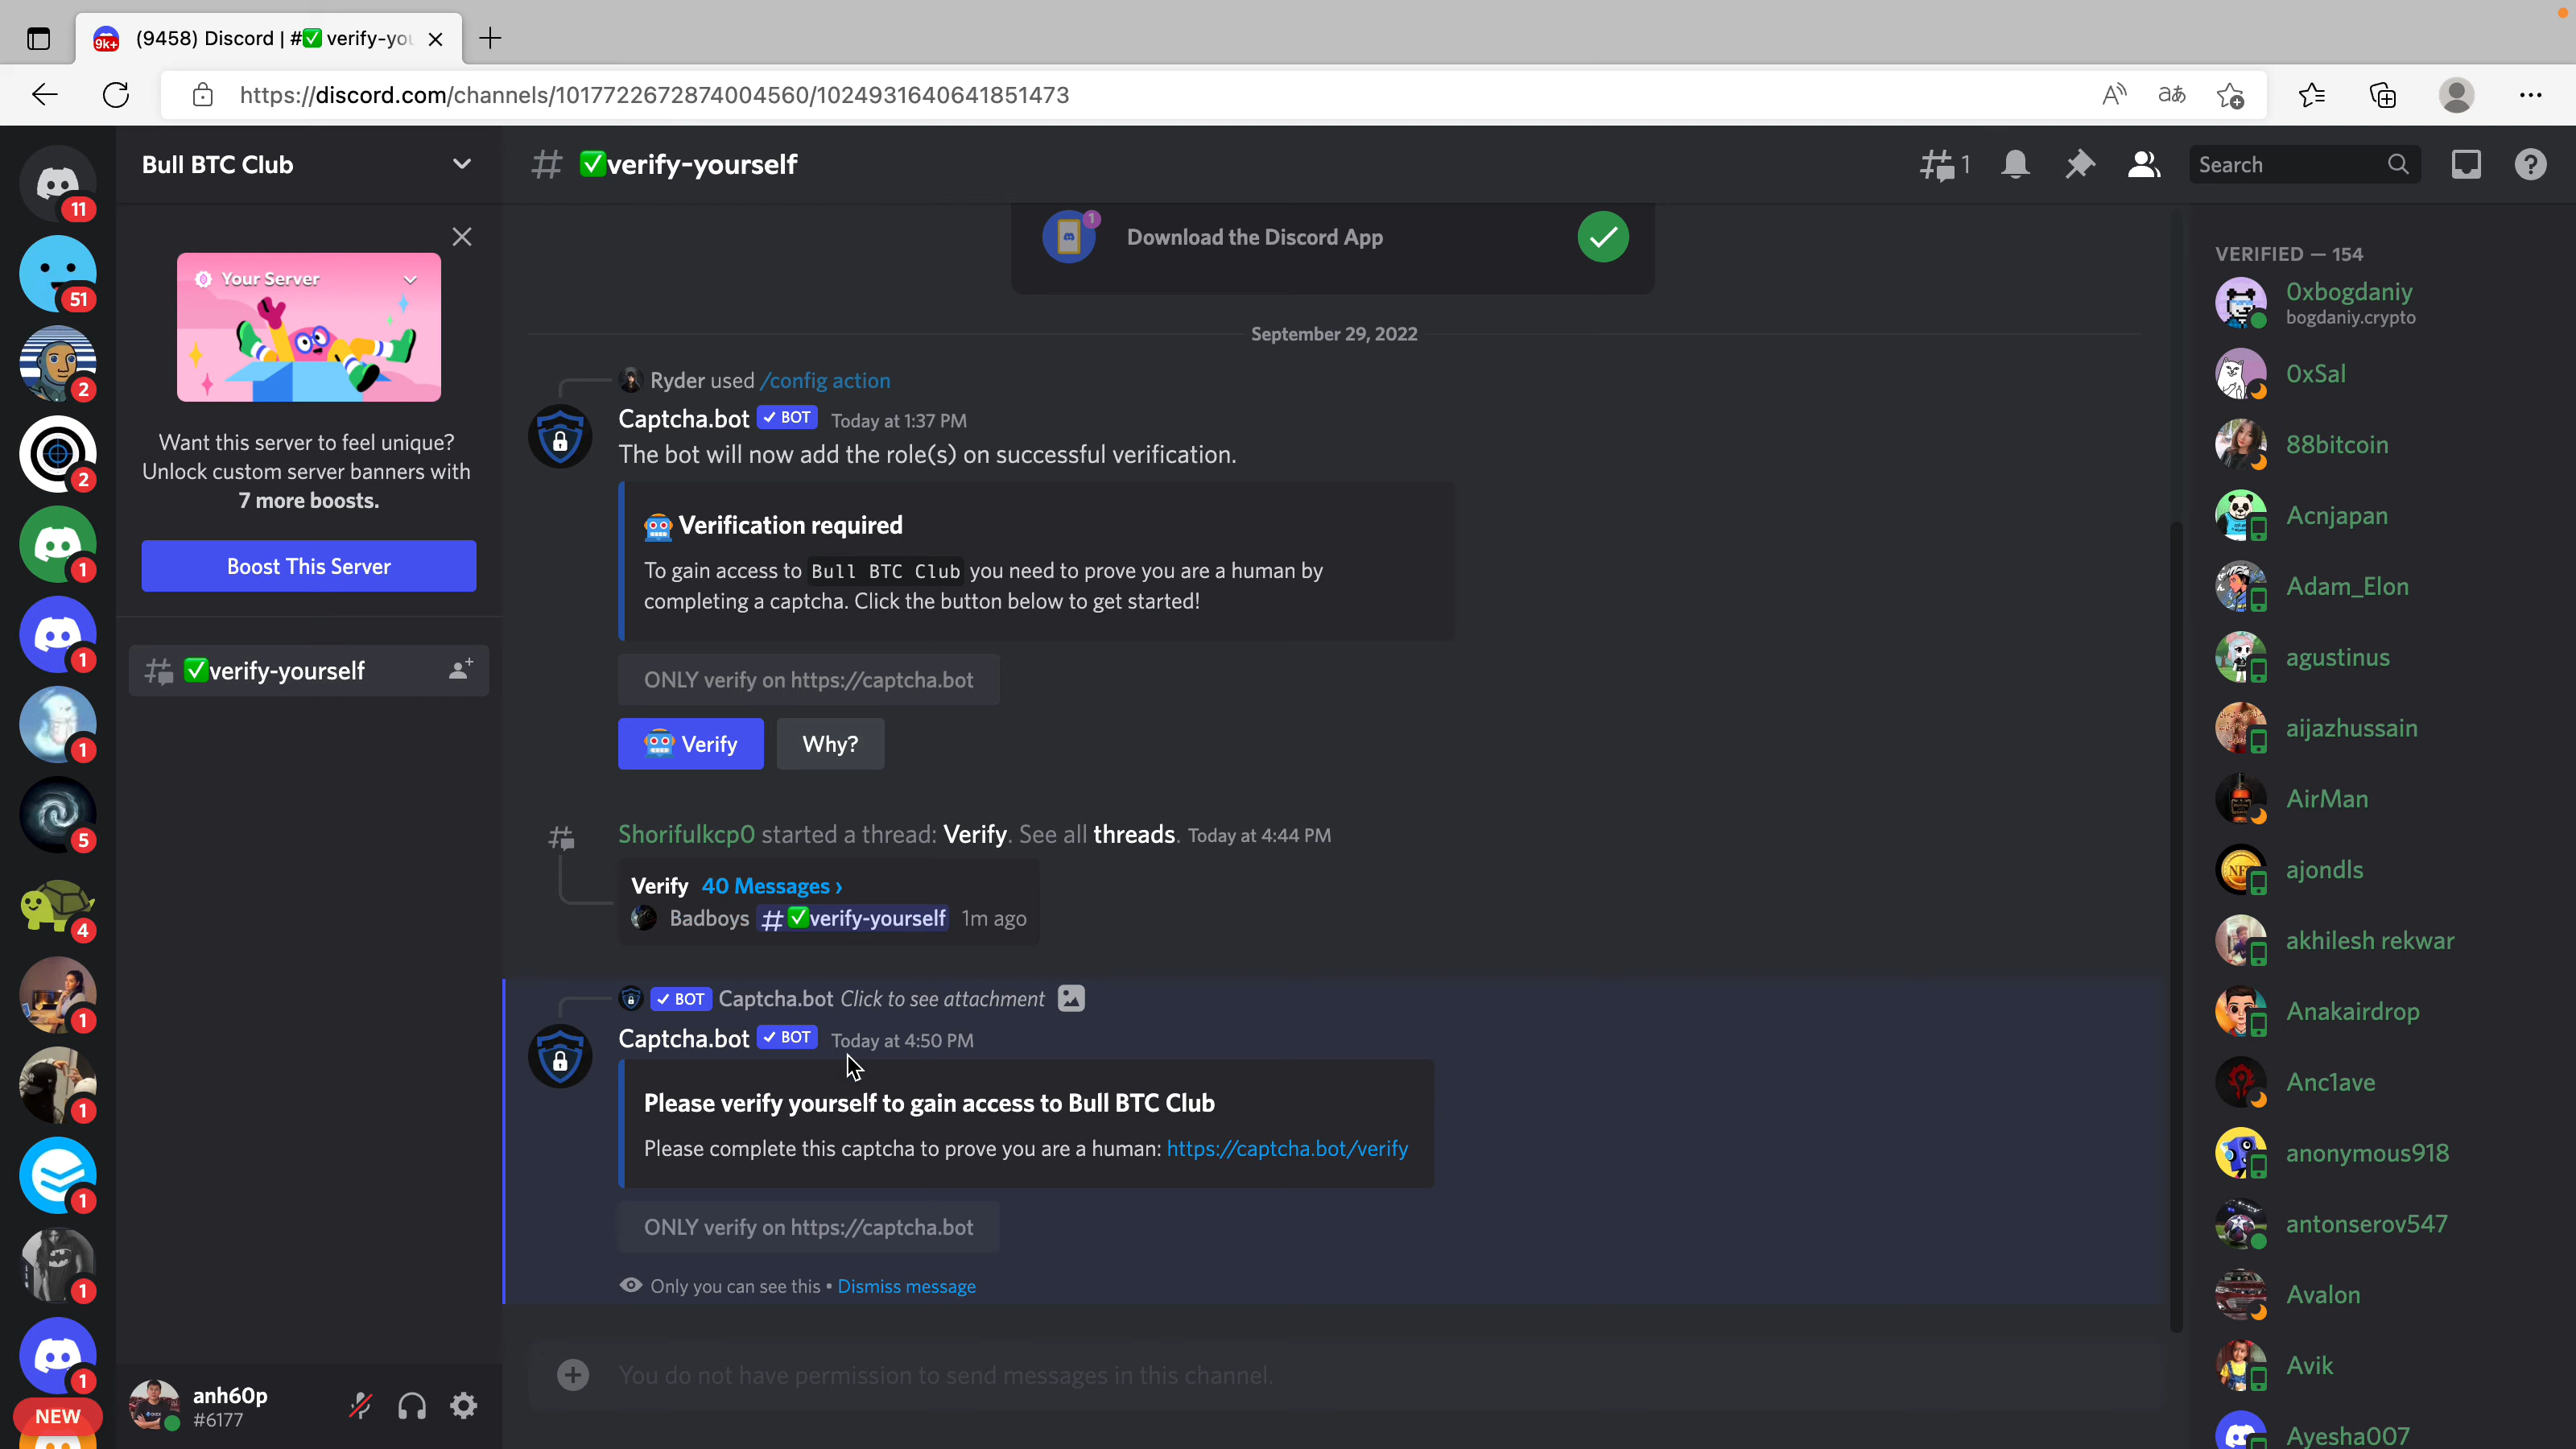 9k+
(9458) Discord | #✅ verify-you
https://discord.com/channels/1017722672874004560/1024931640641851473
11
51
2
2
1
1
1
5
4
1
1
1
1
1
NEW
Bull BTC Club
Your Server
Want this server to feel unique?
Unlock custom server banners with
7 more boosts.
Boost This Server
✅verify-yourself
anh60p
#6177
# ✅verify-yourself
1
Search
1
Download the Discord App
September 29, 2022
Ryder used /config action
Captcha.bot ✓ BOT Today at 1:37 PM
The bot will now add the role(s) on successful verification.
🤖 Verification required
To gain access to Bull BTC Club you need to prove you are a human by
completing a captcha. Click the button below to get started!
ONLY verify on https://captcha.bot
🤖 Verify
Why?
Shorifulkcp0 started a thread: Verify. See all threads. Today at 4:44 PM
Verify 40 Messages ›
Badboys # ✅verify-yourself 1m ago
✓ BOT Captcha.bot Click to see attachment
Captcha.bot ✓ BOT Today at 4:50 PM
Please verify yourself to gain access to Bull BTC Club
Please complete this captcha to prove you are a human: https://captcha.bot/verify
ONLY verify on https://captcha.bot
Only you can see this • Dismiss message
You do not have permission to send messages in this channel.
VERIFIED — 154
0xbogdaniy
bogdaniy.crypto
0xSal
88bitcoin
Acnjapan
Adam_Elon
agustinus
aijazhussain
AirMan
ajondls
akhilesh rekwar
Anakairdrop
Anc1ave
anonymous918
antonserov547
Avalon
Avik
Ayesha007